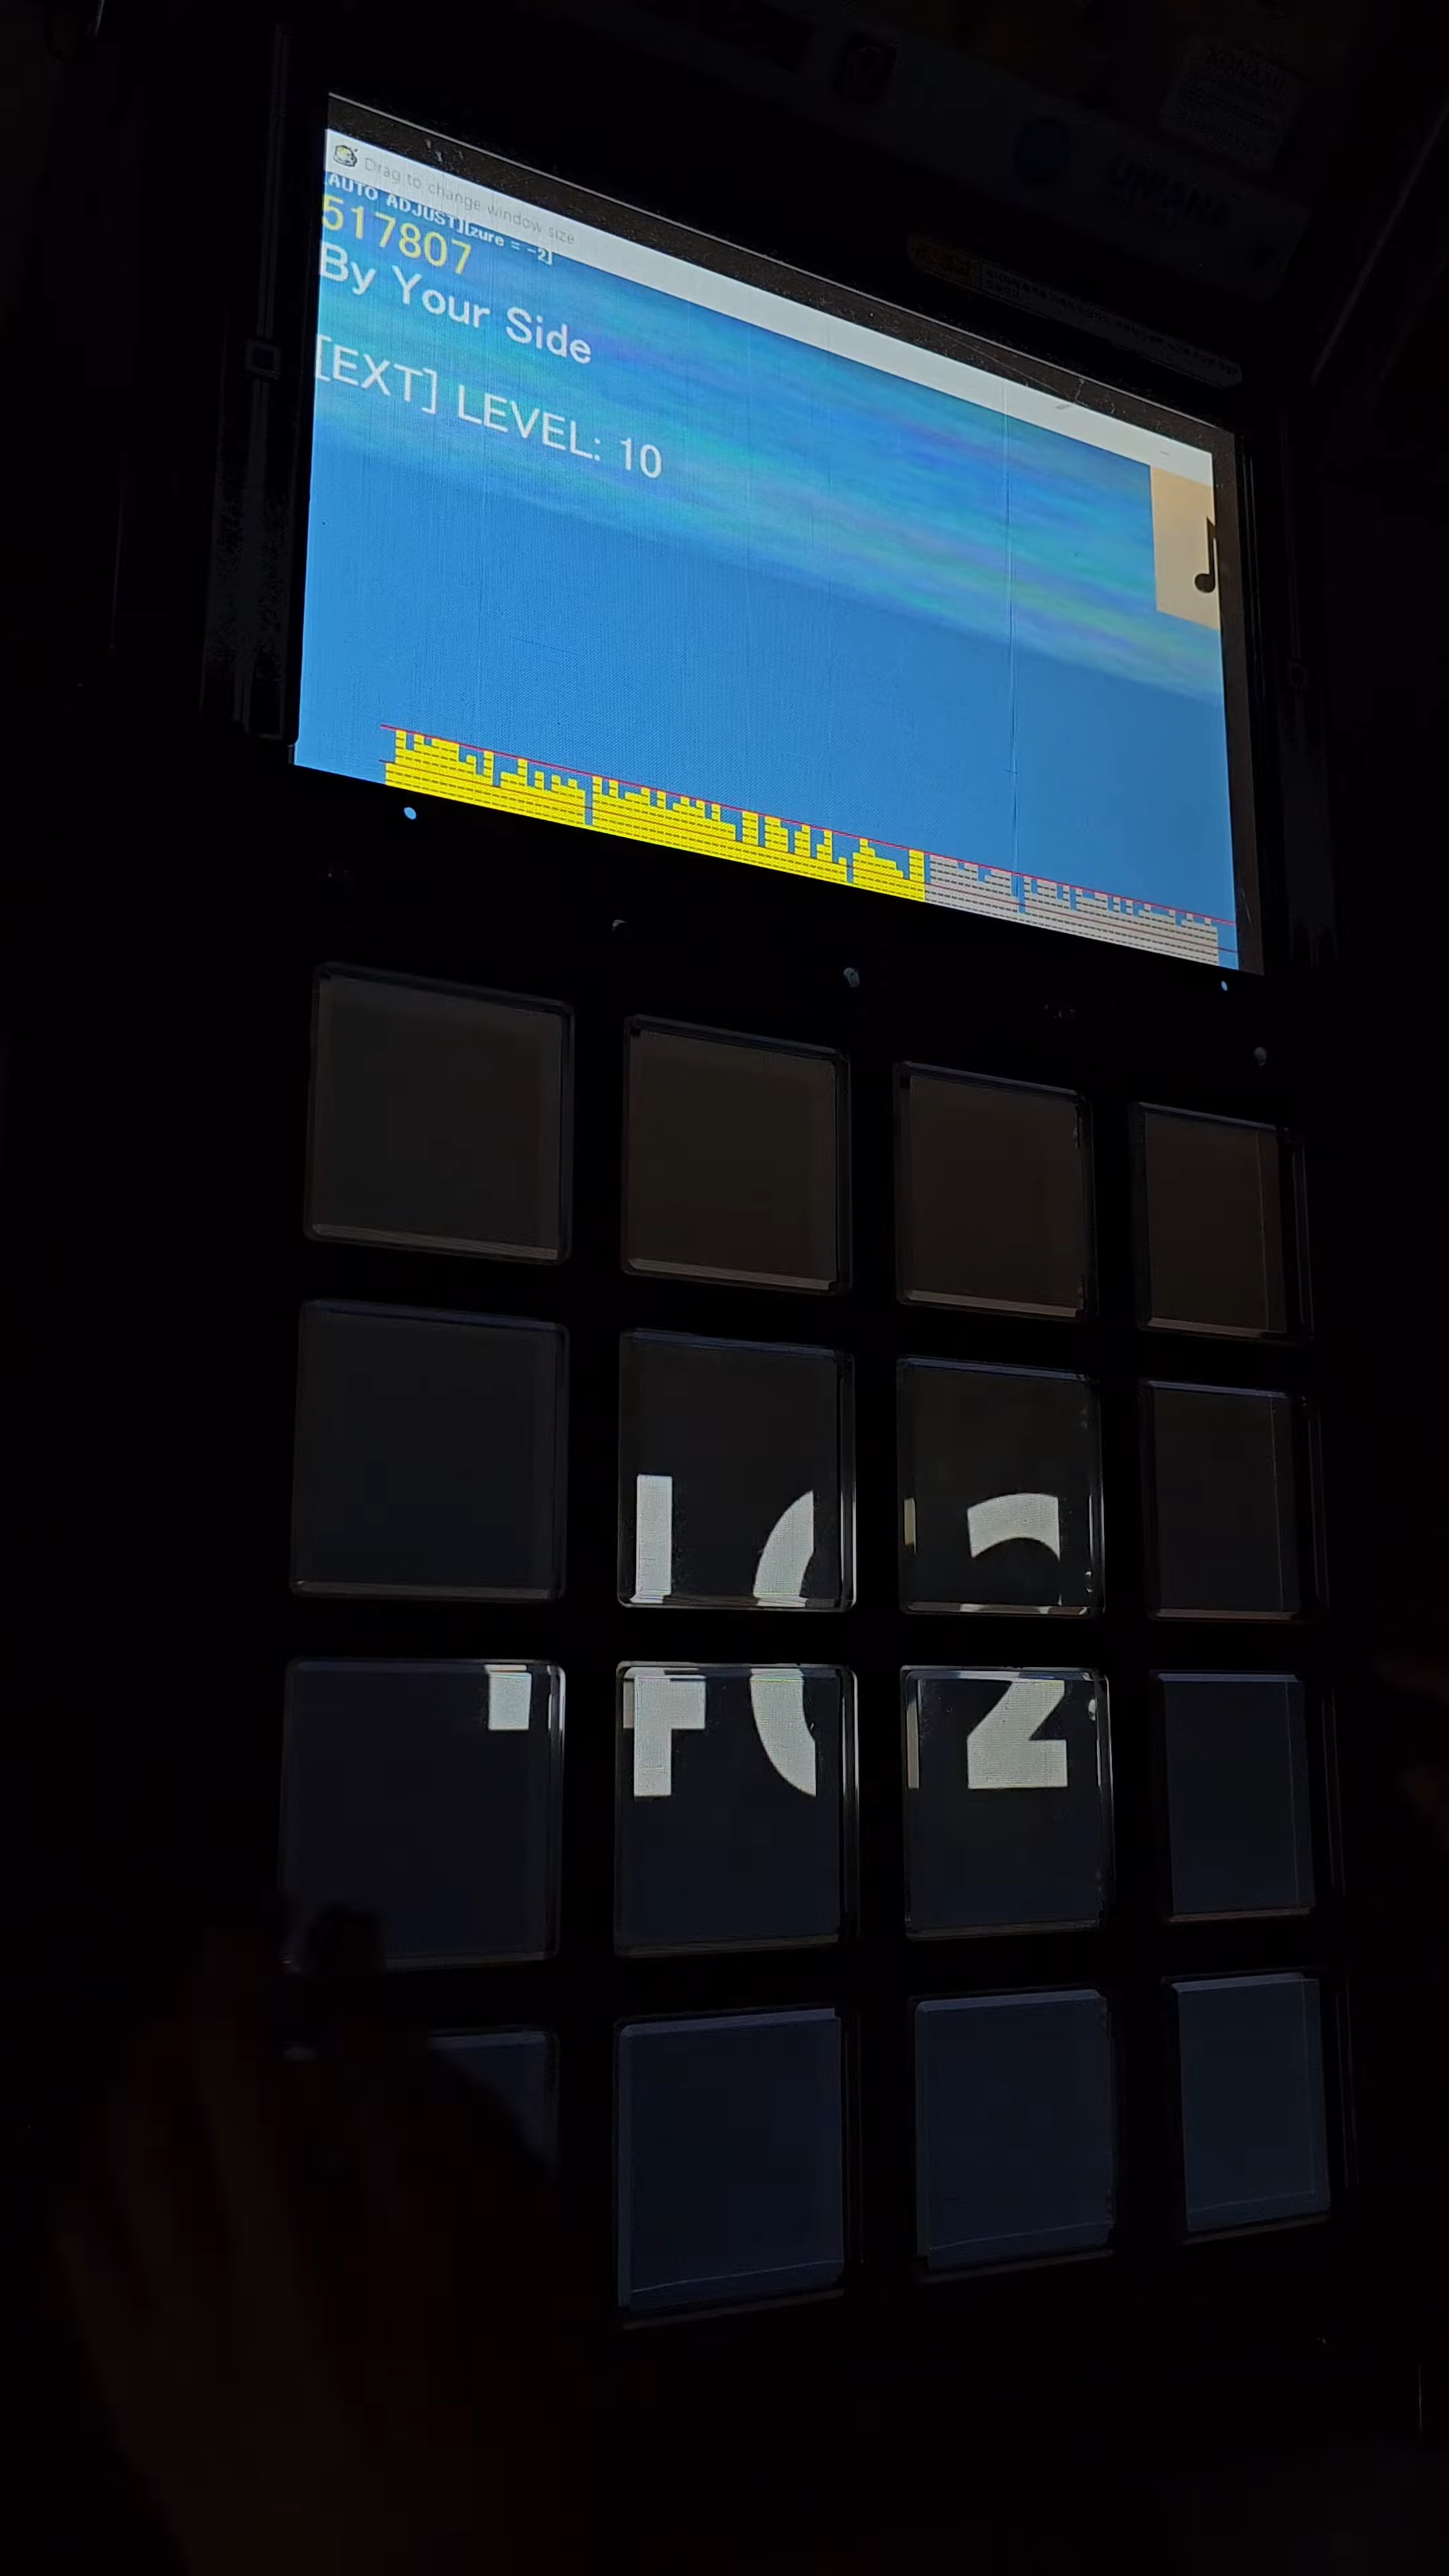 Drag to change window size
[AUTO ADJUST][zure = -2]
517807
By Your Side
[EXT] LEVEL: 10